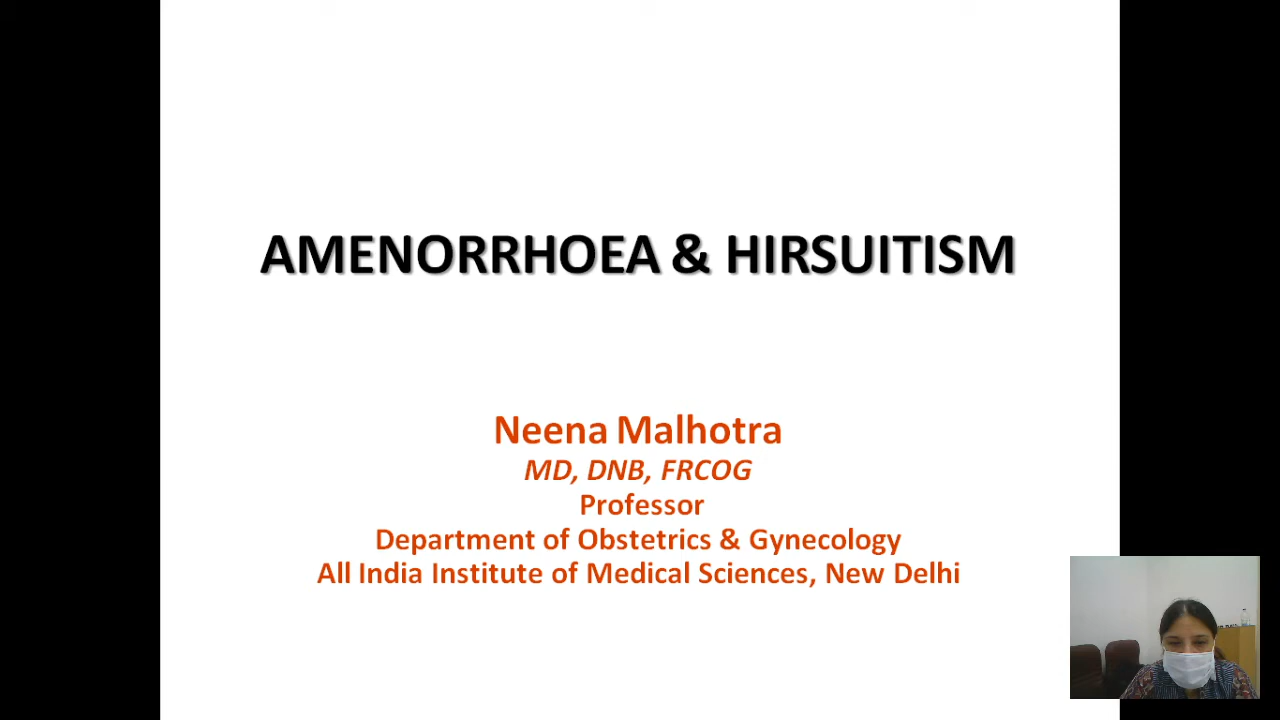 AMENORRHOEA & HIRSUITISM
Neena Malhotra
MD, DNB, FRCOG
Professor
Department of Obstetrics & Gynecology
All India Institute of Medical Sciences, New Delhi